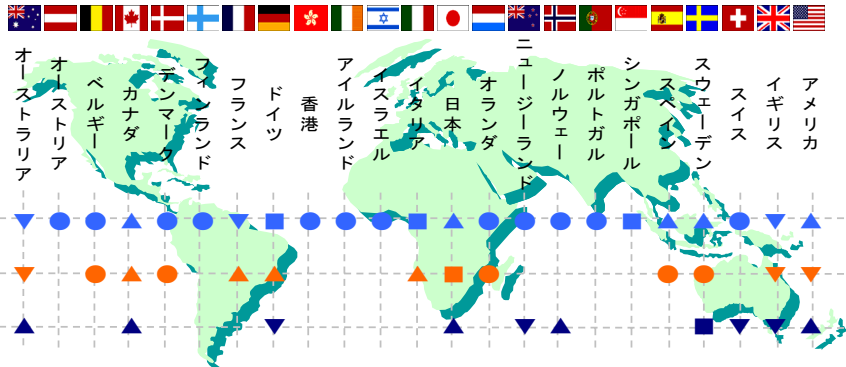 オーストラリア
オーストリア
ベルギー
カナダ
デンマーク
フィンランド
フランス
ドイツ
香港
アイルランド
イスラエル
イタリア
日本
オランダ
ニュージーランド
ノルウェー
ポルトガル
シンガポール
スペイン
スウェーデン
スイス
イギリス
アメリカ